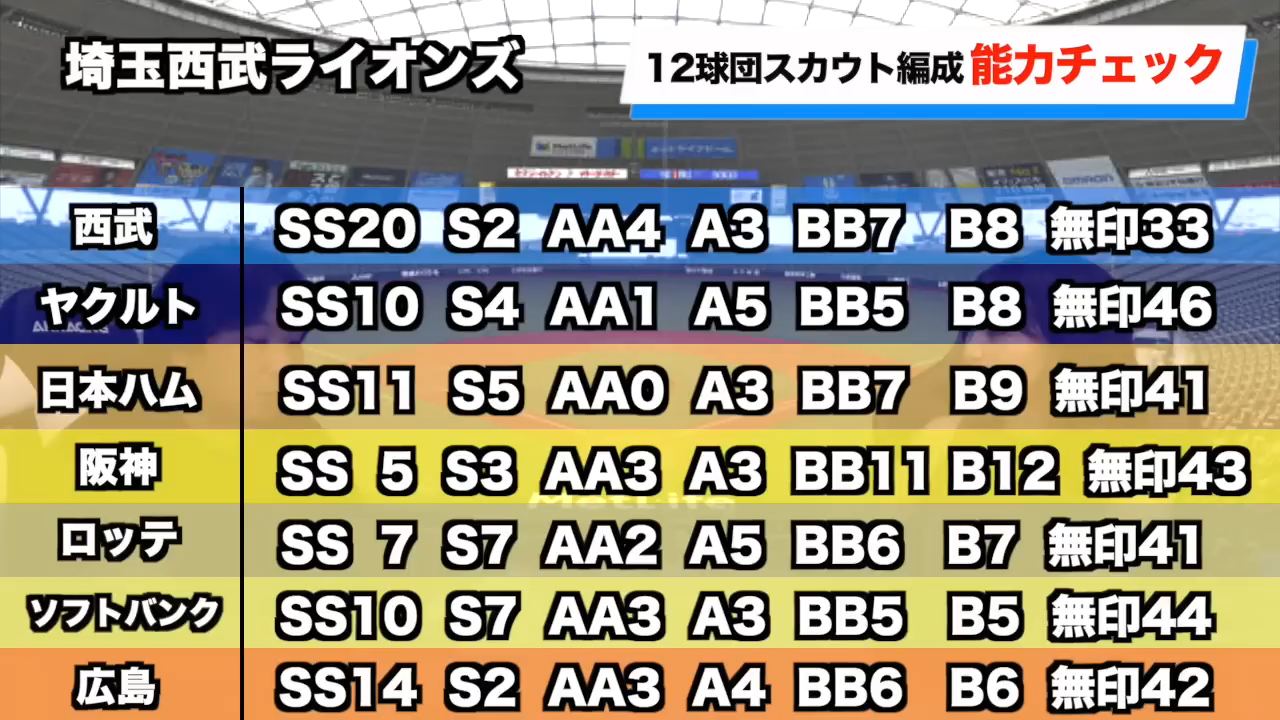 埼玉西武ライオンズ
12球団スカウト編成 能力チェック
MetLife
西武 SS20 S2 AA4 A3 BB7 B8 無印33
ヤクルト SS10 S4 AA1 A5 BB5 B8 無印46
日本ハム SS11 S5 AA0 A3 BB7 B9 無印41
阪神 SS 5 S3 AA3 A3 BB11 B12 無印43
MetLife
ロッテ SS 7 S7 AA2 A5 BB6 B7 無印41
ソフトバンク SS10 S7 AA3 A3 BB5 B5 無印44
広島 SS14 S2 AA3 A4 BB6 B6 無印42